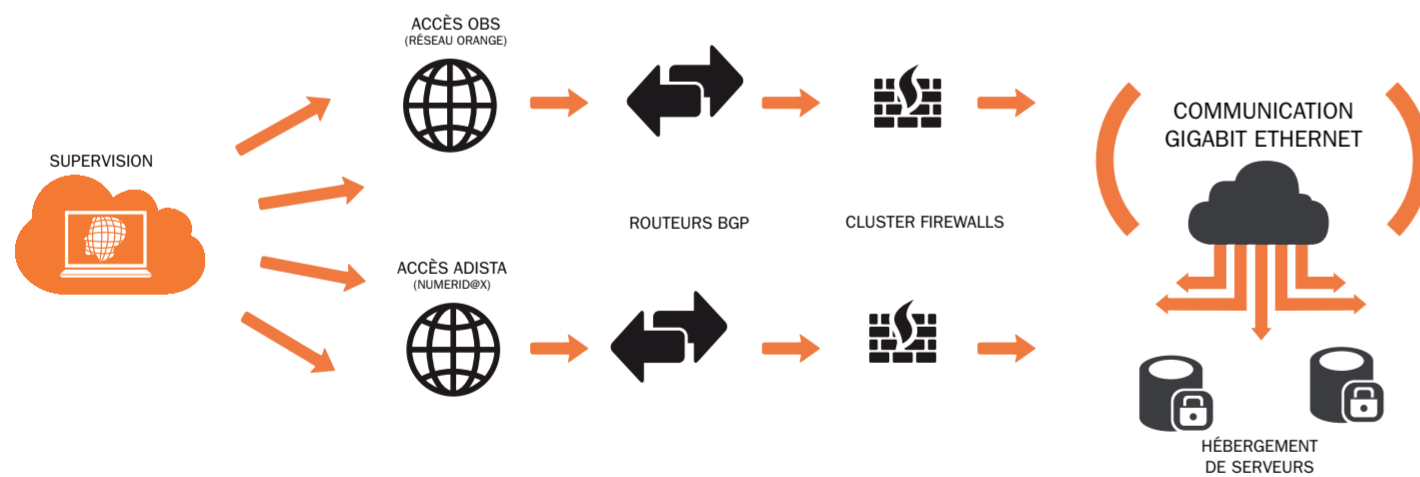 ACCÈS OBS
(RÉSEAU ORANGE)
COMMUNICATION
GIGABIT ETHERNET
SUPERVISION
ROUTEURS BGP
CLUSTER FIREWALLS
ACCÈS ADISTA
(NUMERID@X)
HÉBERGEMENT
DE SERVEURS